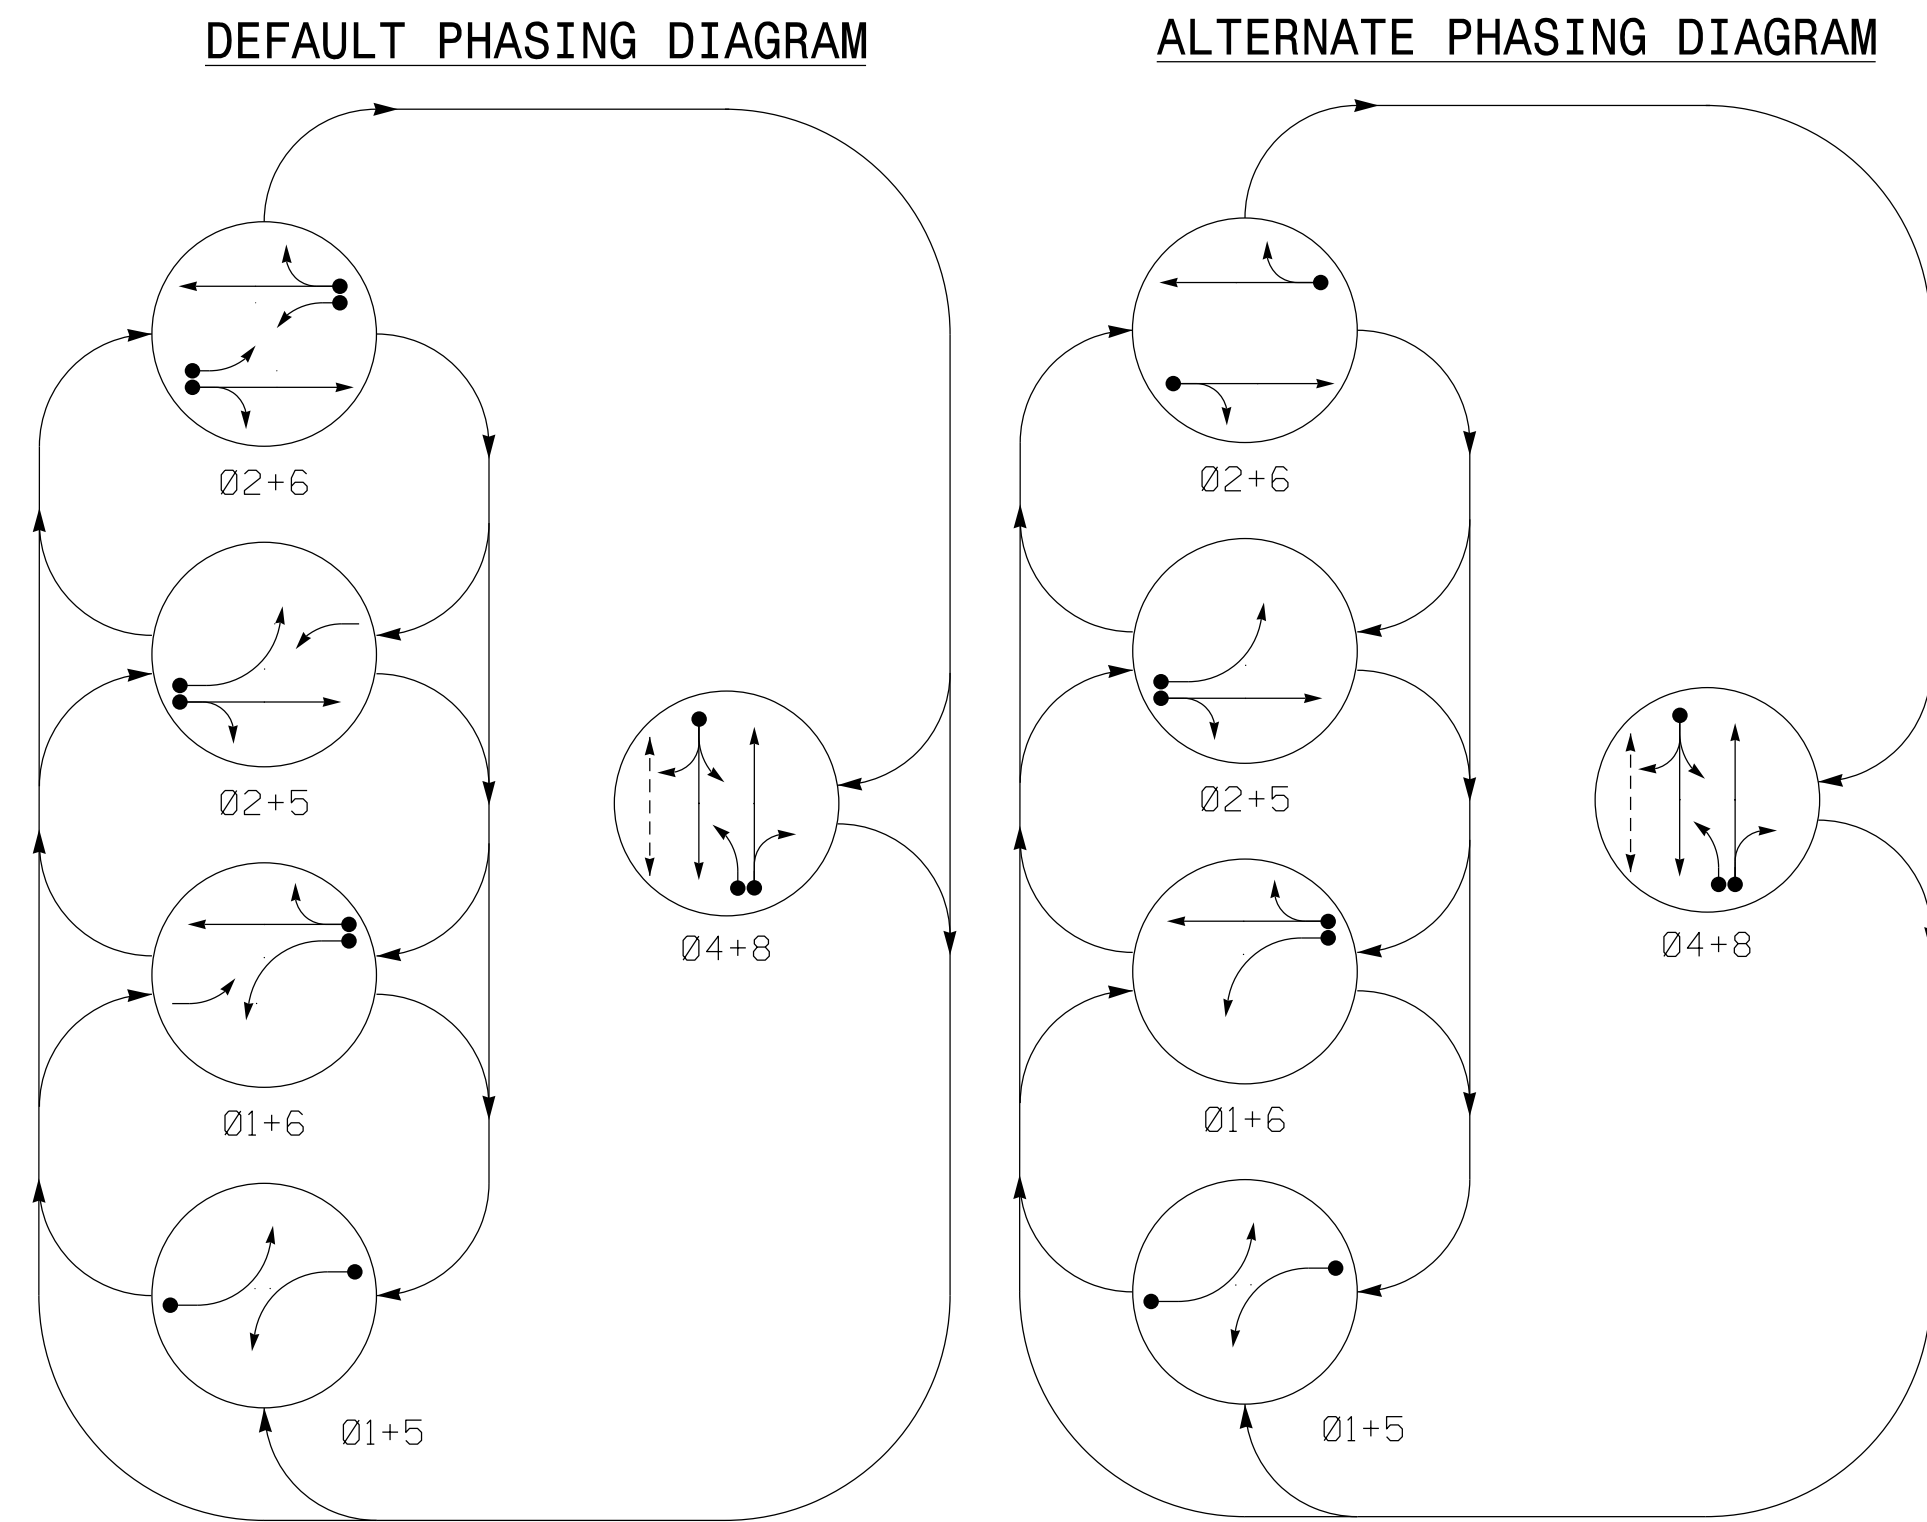 DEFAULT PHASING DIAGRAM
Ø2+6
Ø2+5
Ø1+6
Ø1+5
Ø4+8
ALTERNATE PHASING DIAGRAM
Ø2+6
Ø2+5
Ø1+6
Ø1+5
Ø4+8